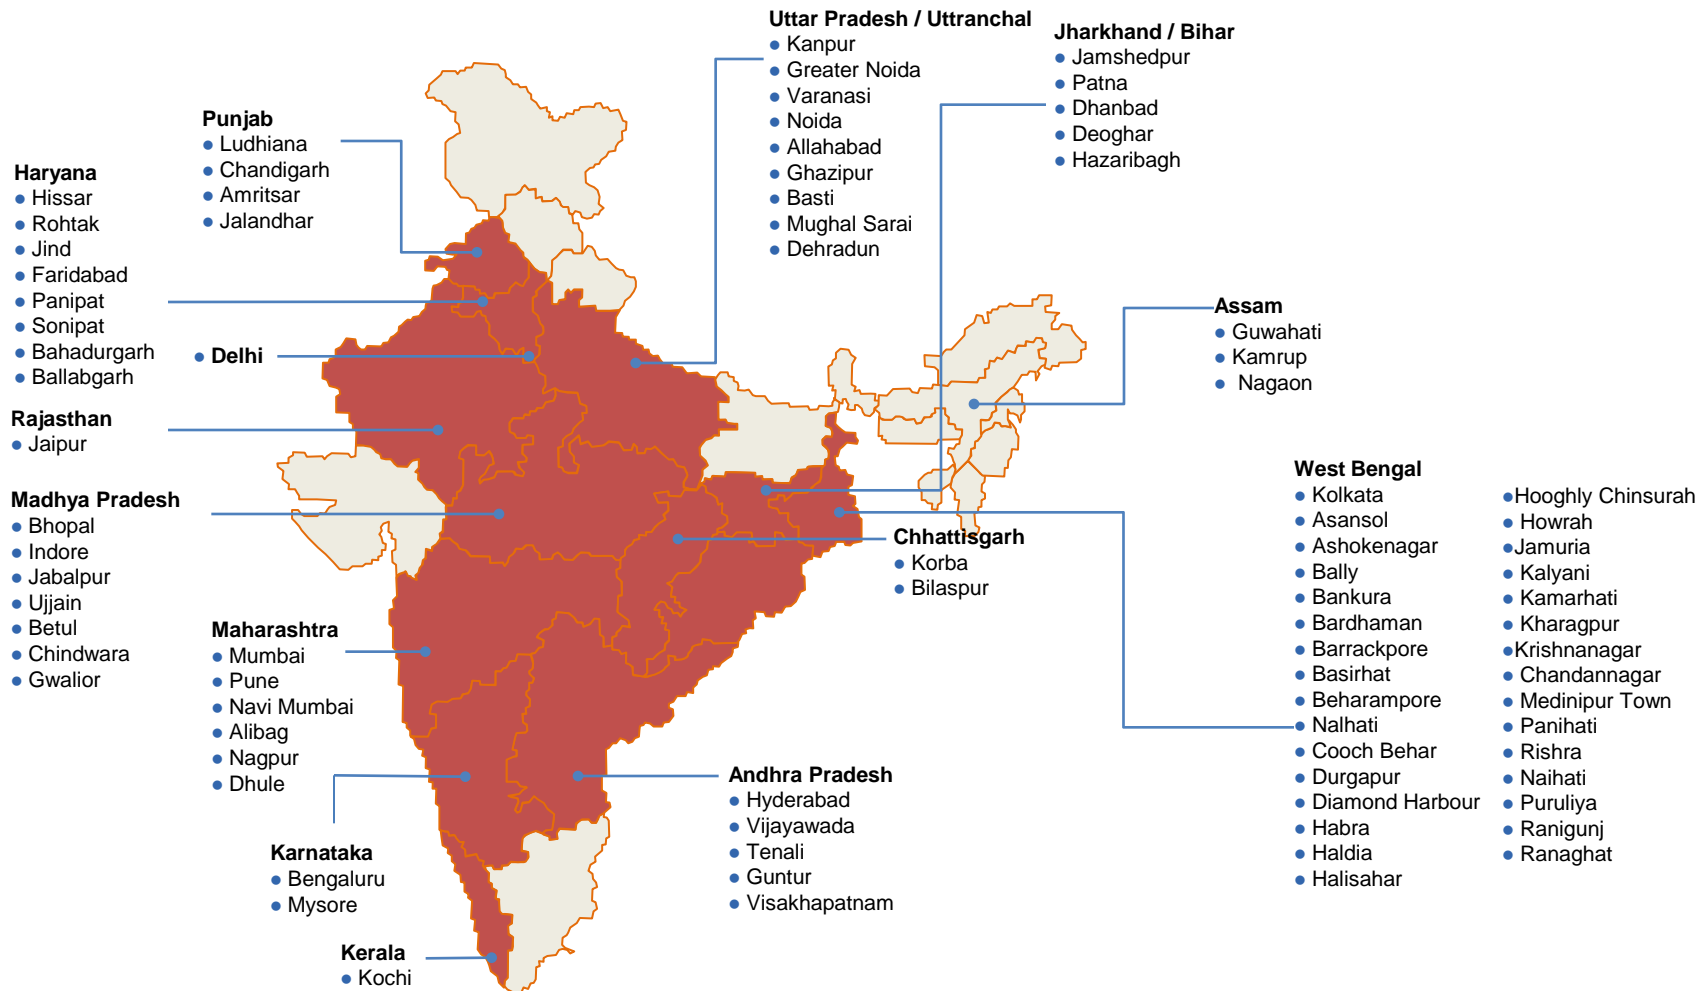 Uttar Pradesh / Uttranchal
● Kanpur
● Greater Noida
● Varanasi
● Noida
● Allahabad
● Ghazipur
● Basti
● Mughal Sarai
● Dehradun
Jharkhand / Bihar
● Jamshedpur
● Patna
● Dhanbad
● Deoghar
● Hazaribagh
Punjab
● Ludhiana
● Chandigarh
● Amritsar
● Jalandhar
Haryana
● Hissar
● Rohtak
● Jind
● Faridabad
● Panipat
● Sonipat
● Bahadurgarh
● Ballabgarh
● Delhi
Assam
● Guwahati
● Kamrup
● Nagaon
Rajasthan
● Jaipur
Madhya Pradesh
● Bhopal
● Indore
● Jabalpur
● Ujjain
● Betul
● Chindwara
● Gwalior
Chhattisgarh
● Korba
● Bilaspur
Maharashtra
● Mumbai
● Pune
● Navi Mumbai
● Alibag
● Nagpur
● Dhule
West Bengal
● Kolkata
● Asansol
● Ashokenagar
● Bally
● Bankura
● Bardhaman
● Barrackpore
● Basirhat
● Beharampore
● Nalhati
● Cooch Behar
● Durgapur
● Diamond Harbour
● Habra
● Haldia
● Halisahar
● Hooghly Chinsurah
● Howrah
● Jamuria
● Kalyani
● Kamarhati
● Kharagpur
● Krishnanagar
● Chandannagar
● Medinipur Town
● Panihati
● Rishra
● Naihati
● Puruliya
● Ranigunj
● Ranaghat
Andhra Pradesh
● Hyderabad
● Vijayawada
● Tenali
● Guntur
● Visakhapatnam
Karnataka
● Bengaluru
● Mysore
Kerala
● Kochi